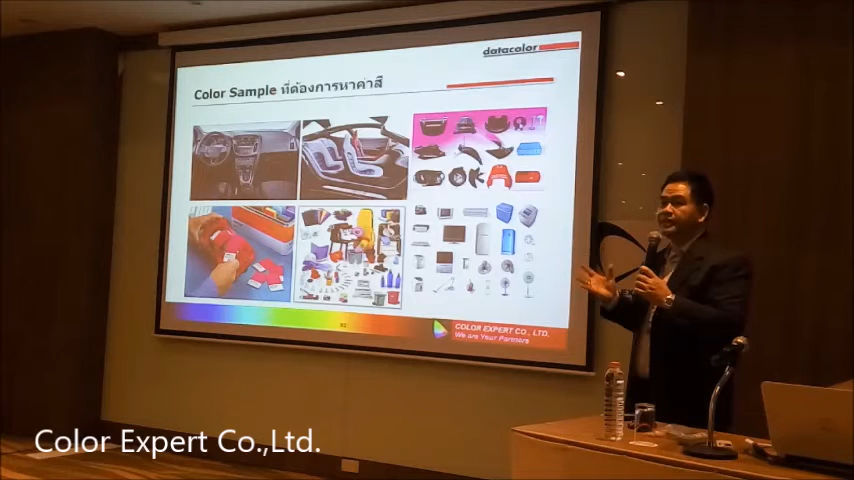 datacolor
Color Sample ที่ต้องการหาค่าสี
COLOR EXPERT CO., LTD.
We are Your Partners
Color Expert Co.,Ltd.